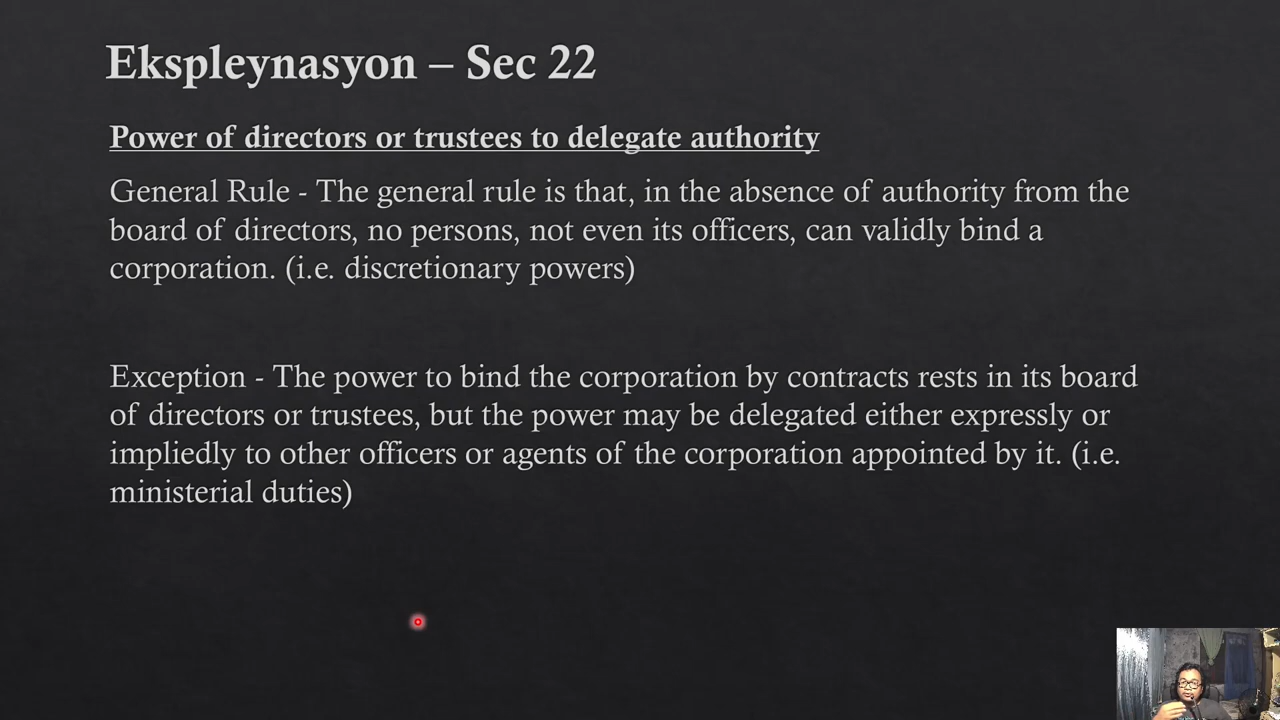 Ekspleynasyon – Sec 22
Power of directors or trustees to delegate authority
General Rule - The general rule is that, in the absence of authority from the
board of directors, no persons, not even its officers, can validly bind a
corporation. (i.e. discretionary powers)
Exception - The power to bind the corporation by contracts rests in its board
of directors or trustees, but the power may be delegated either expressly or
impliedly to other officers or agents of the corporation appointed by it. (i.e.
ministerial duties)